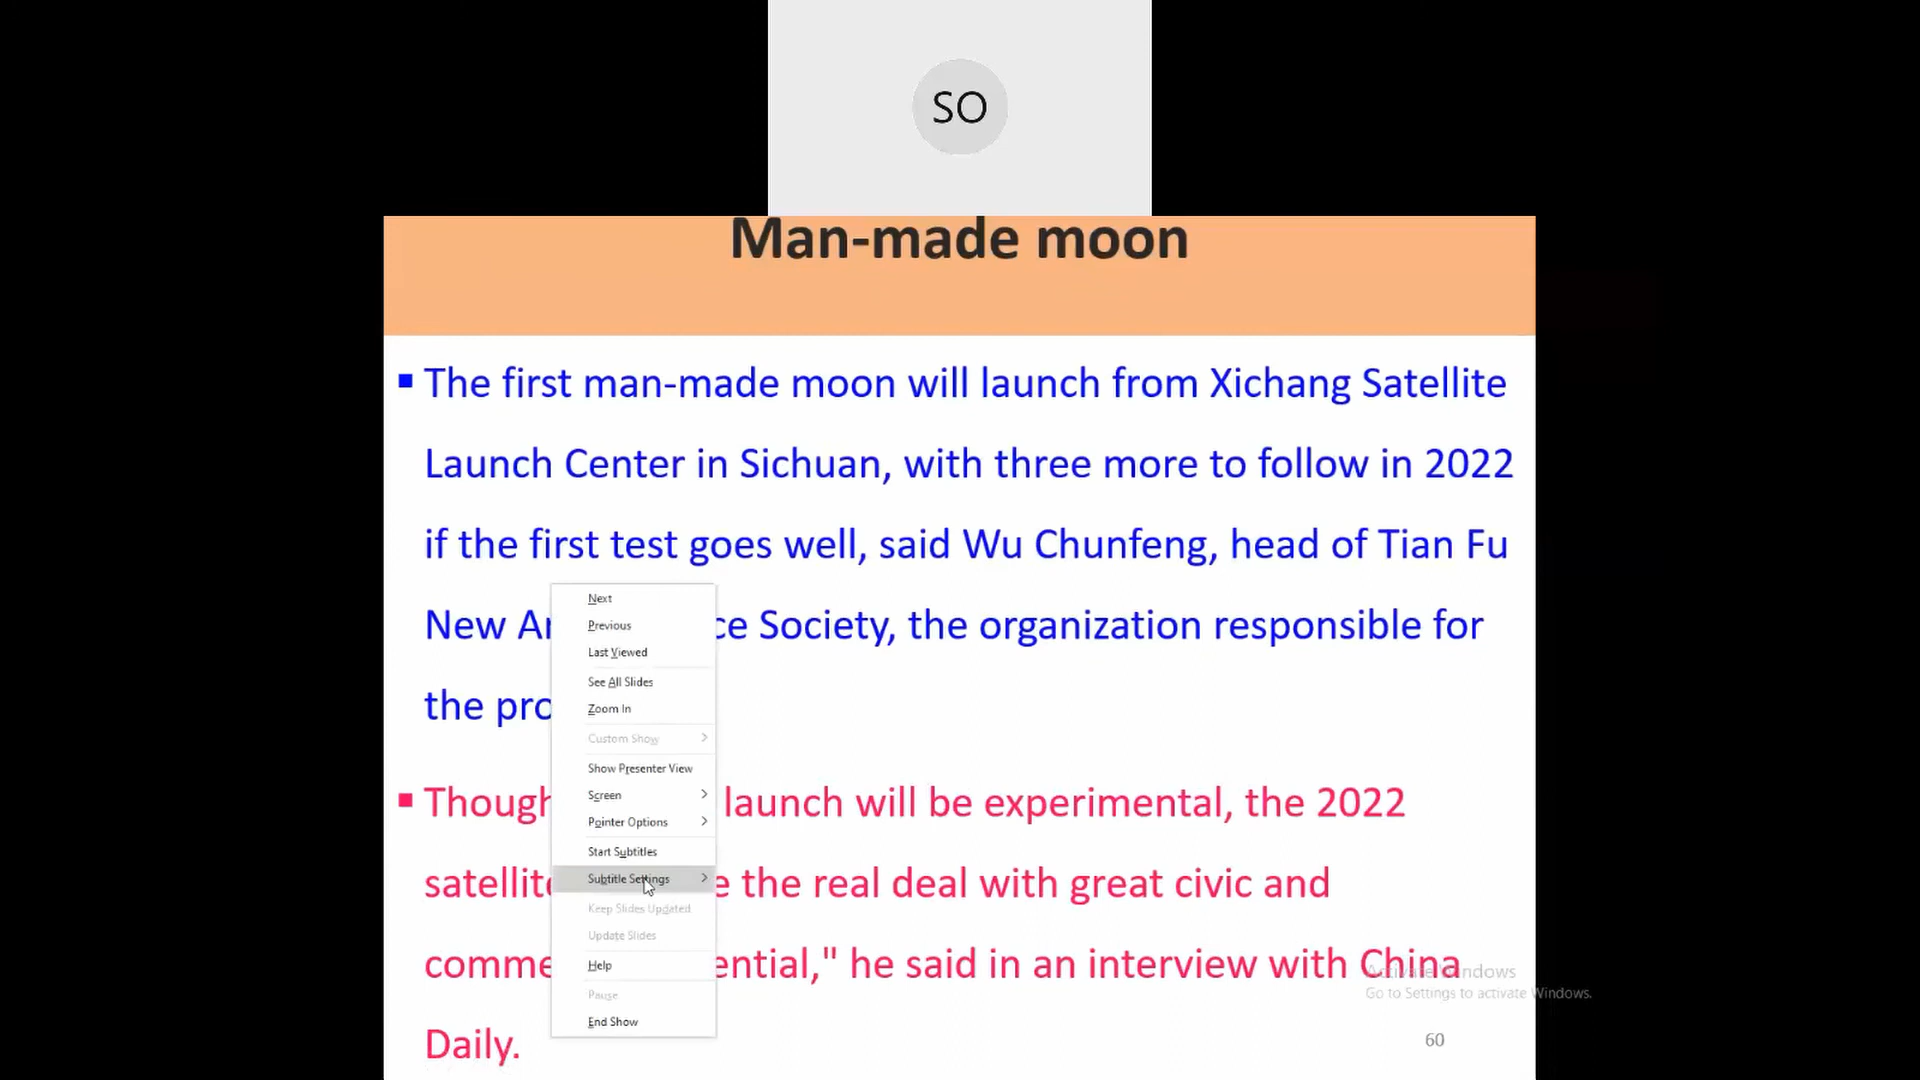 SO
Man-made moon
▪ The first man-made moon will launch from Xichang Satellite
Launch Center in Sichuan, with three more to follow in 2022
if the first test goes well, said Wu Chunfeng, head of Tian Fu
New Ar ce Society, the organization responsible for
the pro
▪ Though launch will be experimental, the 2022
satellite e the real deal with great civic and
comme ential," he said in an interview with China
Daily.
Next
Previous
Last Viewed
See All Slides
Zoom In
Custom Show
Show Presenter View
Screen
Pointer Options
Start Subtitles
Subtitle Settings
Keep Slides Updated
Update Slides
Help
Pause
End Show
Activate Windows
Go to Settings to activate Windows.
60